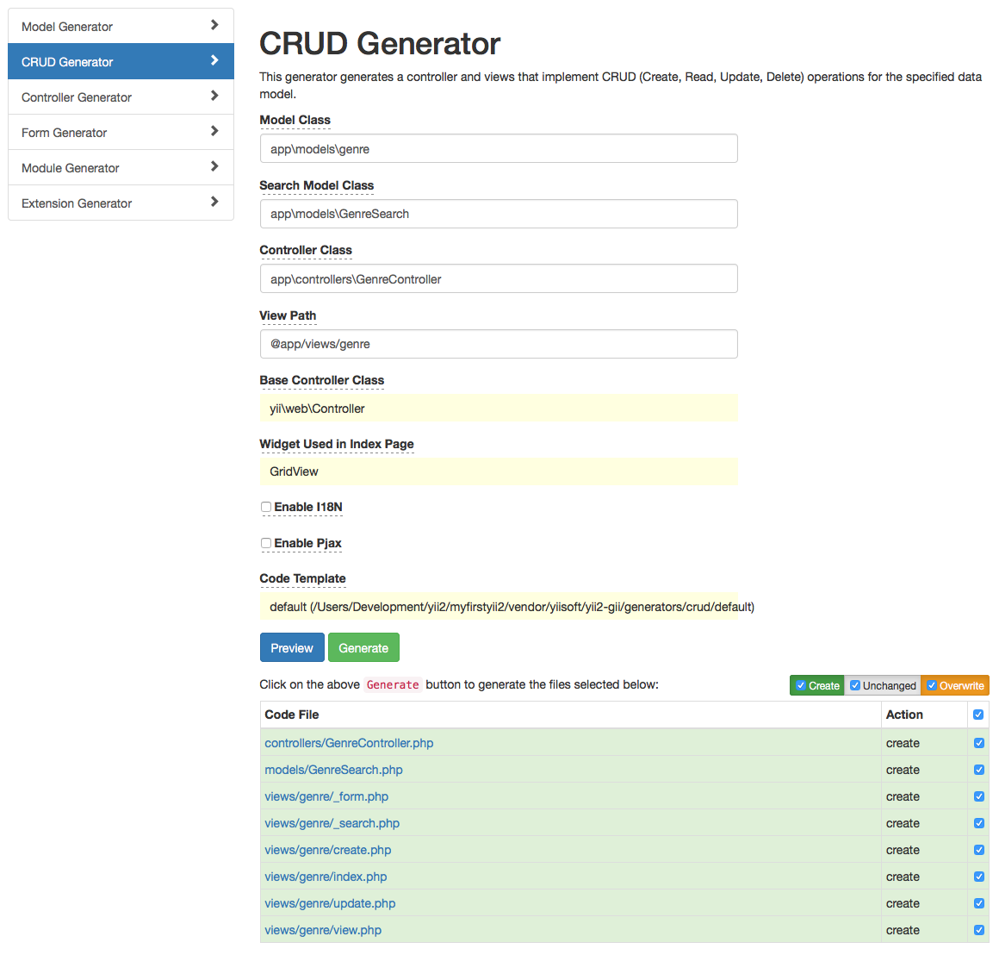 Model Generator
CRUD Generator
Controller Generator
Form Generator
Module Generator
Extension Generator
CRUD Generator
This generator generates a controller and views that implement CRUD (Create, Read, Update, Delete) operations for the specified data
model.
Model Class
app\models\genre
Search Model Class
app\models\GenreSearch
Controller Class
app\controllers\GenreController
View Path
@app/views/genre
Base Controller Class
yii\web\Controller
Widget Used in Index Page
GridView
Enable I18N
Enable Pjax
Code Template
default (/Users/Development/yii2/myfirstyii2/vendor/yiisoft/yii2-gii/generators/crud/default)
Preview Generate
Click on the above Generate button to generate the files selected below: Create Unchanged Overwrite
Code File Action
controllers/GenreController.php create
models/GenreSearch.php create
views/genre/_form.php create
views/genre/_search.php create
views/genre/create.php create
views/genre/index.php create
views/genre/update.php create
views/genre/view.php create